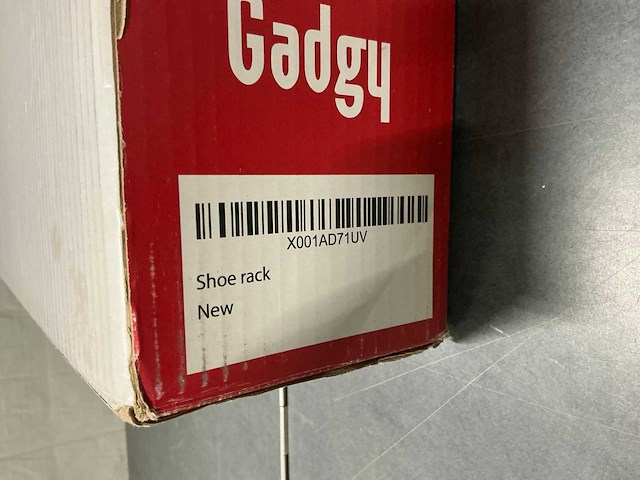 Gadgy
X001AD71UV
Shoe rack
New